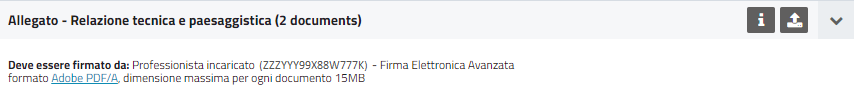 Allegato - Relazione tecnica e paesaggistica (2 documents)
Deve essere firmato da: Professionista incaricato (ZZZYYY99X88W777K) - Firma Elettronica Avanzata
formato Adobe PDF/A, dimensione massima per ogni documento 15MB